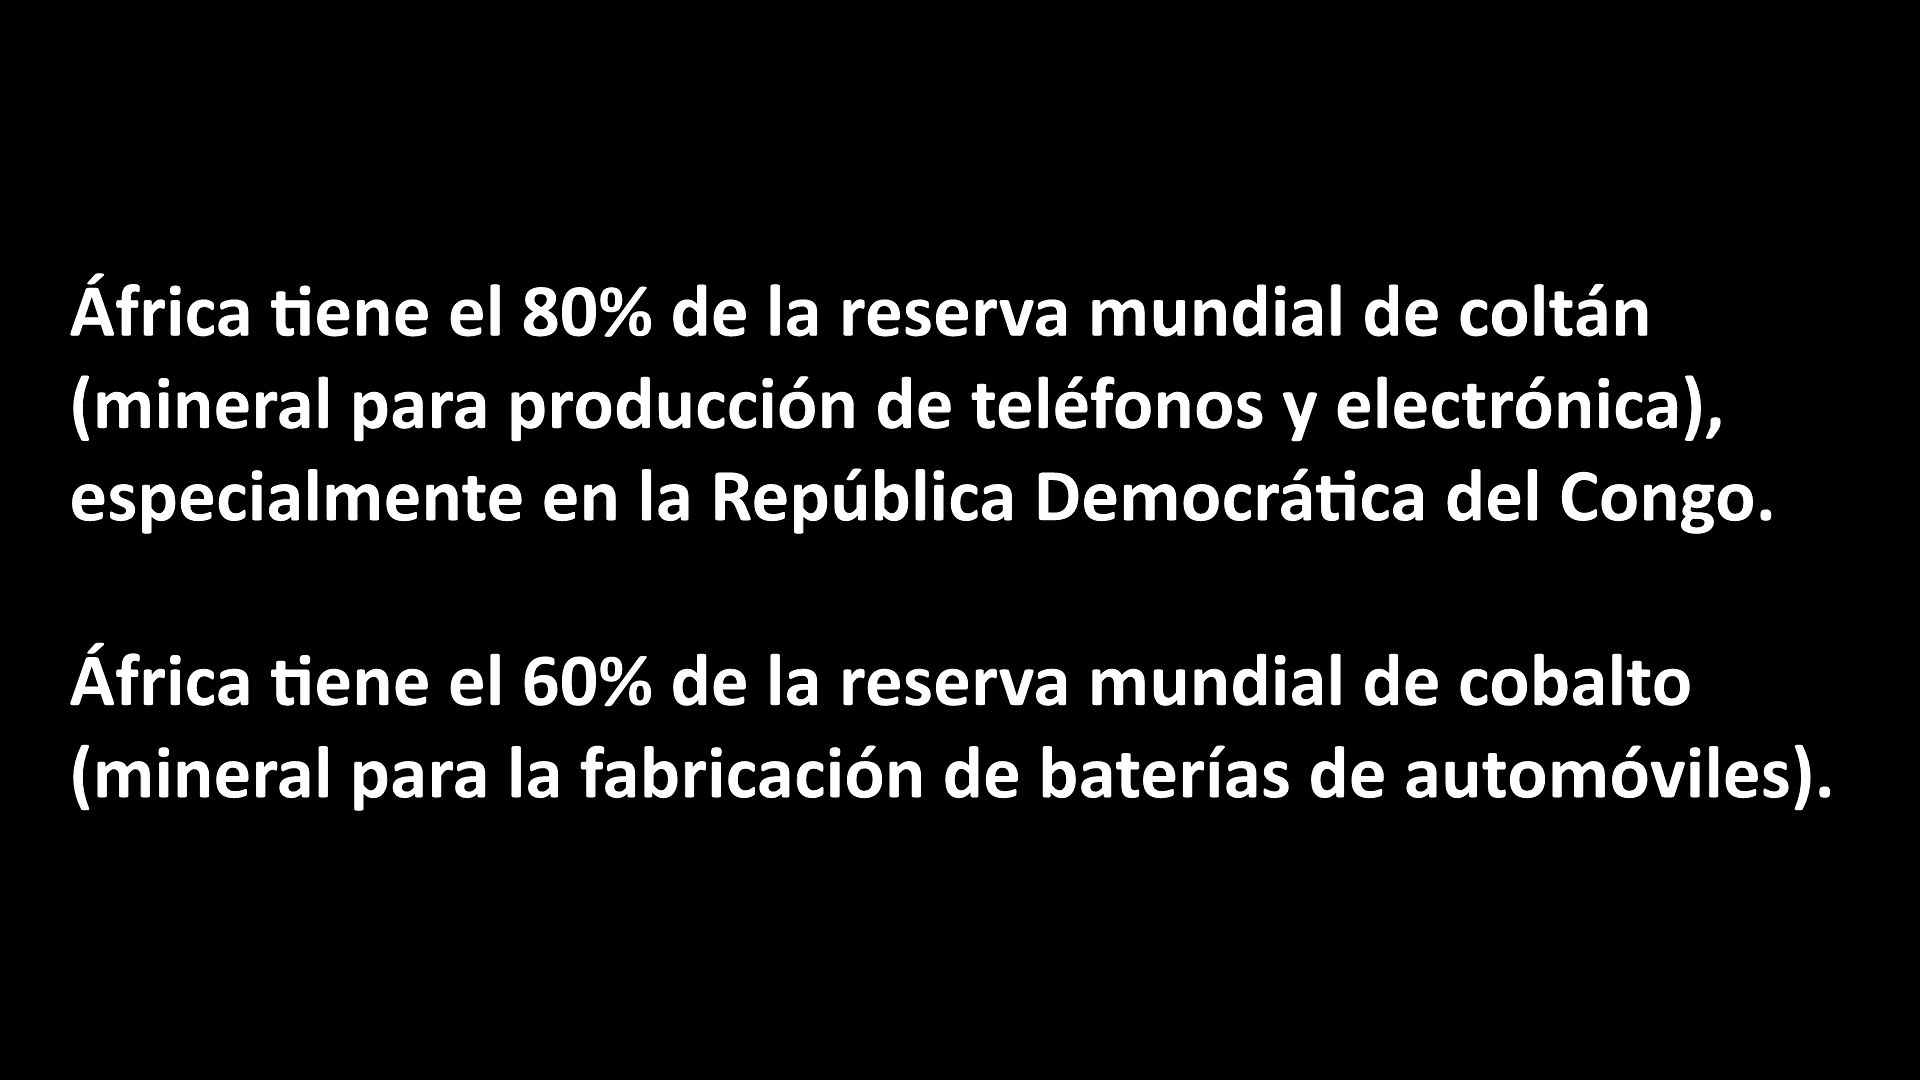 África tiene el 80% de la reserva mundial de coltán
(mineral para producción de teléfonos y electrónica),
especialmente en la República Democrática del Congo.
África tiene el 60% de la reserva mundial de cobalto
(mineral para la fabricación de baterías de automóviles).